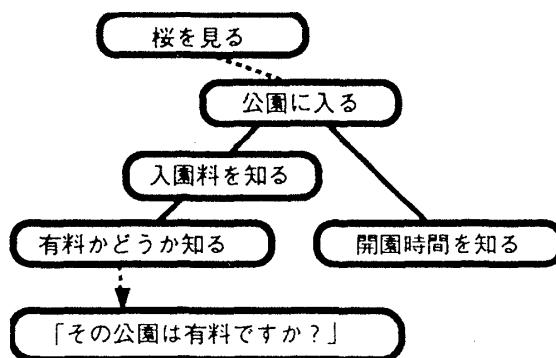 桜を見る
公園に入る
入園料を知る
有料かどうか知る
開園時間を知る
「その公園は有料ですか？」